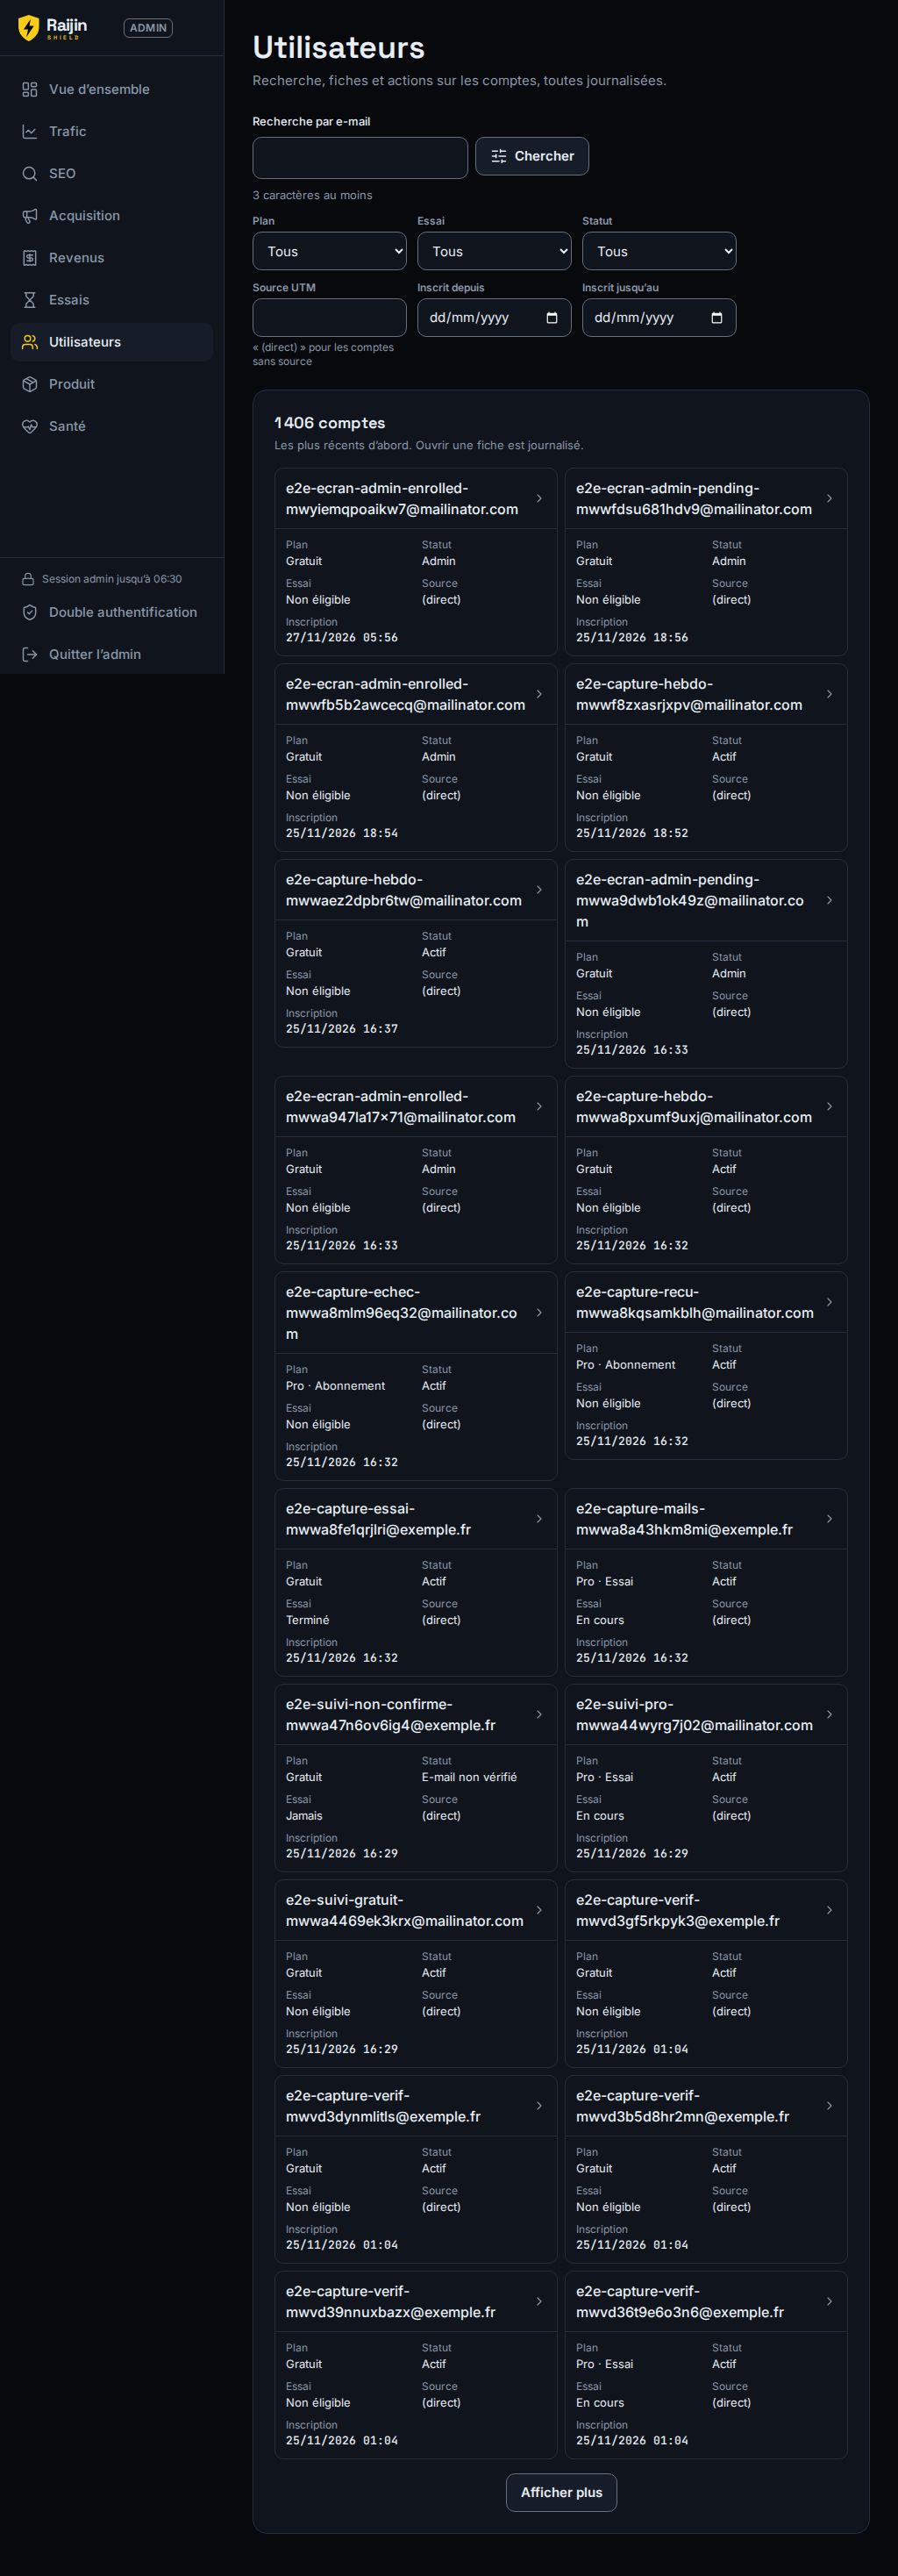 Raijin
SHIELD
ADMIN
Vue d’ensemble
Trafic
SEO
Acquisition
Revenus
Essais
Utilisateurs
Produit
Santé
Session admin jusqu’à 06:30
Double authentification
Quitter l’admin
Utilisateurs
Recherche, fiches et actions sur les comptes, toutes journalisées.
Recherche par e-mail
Chercher
3 caractères au moins
Plan Essai Statut
Tous Tous Tous
Source UTM Inscrit depuis Inscrit jusqu’au
dd/mm/yyyy dd/mm/yyyy
« (direct) » pour les comptes
sans source
1 406 comptes
Les plus récents d’abord. Ouvrir une fiche est journalisé.
e2e-ecran-admin-enrolled-
mwyiemqpoaikw7@mailinator.com
Plan Statut
Gratuit Admin
Essai Source
Non éligible (direct)
Inscription
27/11/2026 05:56
e2e-ecran-admin-pending-
mwwfdsu681hdv9@mailinator.com
Plan Statut
Gratuit Admin
Essai Source
Non éligible (direct)
Inscription
25/11/2026 18:56
e2e-ecran-admin-enrolled-
mwwfb5b2awcecq@mailinator.com
Plan Statut
Gratuit Admin
Essai Source
Non éligible (direct)
Inscription
25/11/2026 18:54
e2e-capture-hebdo-
mwwf8zxasrjxpv@mailinator.com
Plan Statut
Gratuit Actif
Essai Source
Non éligible (direct)
Inscription
25/11/2026 18:52
e2e-capture-hebdo-
mwwaez2dpbr6tw@mailinator.com
Plan Statut
Gratuit Actif
Essai Source
Non éligible (direct)
Inscription
25/11/2026 16:37
e2e-ecran-admin-pending-
mwwa9dwb1ok49z@mailinator.co
m
Plan Statut
Gratuit Admin
Essai Source
Non éligible (direct)
Inscription
25/11/2026 16:33
e2e-ecran-admin-enrolled-
mwwa947la17×71@mailinator.com
Plan Statut
Gratuit Admin
Essai Source
Non éligible (direct)
Inscription
25/11/2026 16:33
e2e-capture-hebdo-
mwwa8pxumf9uxj@mailinator.com
Plan Statut
Gratuit Actif
Essai Source
Non éligible (direct)
Inscription
25/11/2026 16:32
e2e-capture-echec-
mwwa8mlm96eq32@mailinator.co
m
Plan Statut
Pro · Abonnement Actif
Essai Source
Non éligible (direct)
Inscription
25/11/2026 16:32
e2e-capture-recu-
mwwa8kqsamkblh@mailinator.com
Plan Statut
Pro · Abonnement Actif
Essai Source
Non éligible (direct)
Inscription
25/11/2026 16:32
e2e-capture-essai-
mwwa8fe1qrjlri@exemple.fr
Plan Statut
Gratuit Actif
Essai Source
Terminé (direct)
Inscription
25/11/2026 16:32
e2e-capture-mails-
mwwa8a43hkm8mi@exemple.fr
Plan Statut
Pro · Essai Actif
Essai Source
En cours (direct)
Inscription
25/11/2026 16:32
e2e-suivi-non-confirme-
mwwa47n6ov6ig4@exemple.fr
Plan Statut
Gratuit E-mail non vérifié
Essai Source
Jamais (direct)
Inscription
25/11/2026 16:29
e2e-suivi-pro-
mwwa44wyrg7j02@mailinator.com
Plan Statut
Pro · Essai Actif
Essai Source
En cours (direct)
Inscription
25/11/2026 16:29
e2e-suivi-gratuit-
mwwa4469ek3krx@mailinator.com
Plan Statut
Gratuit Actif
Essai Source
Non éligible (direct)
Inscription
25/11/2026 16:29
e2e-capture-verif-
mwvd3gf5rkpyk3@exemple.fr
Plan Statut
Gratuit Actif
Essai Source
Non éligible (direct)
Inscription
25/11/2026 01:04
e2e-capture-verif-
mwvd3dynmlitls@exemple.fr
Plan Statut
Gratuit Actif
Essai Source
Non éligible (direct)
Inscription
25/11/2026 01:04
e2e-capture-verif-
mwvd3b5d8hr2mn@exemple.fr
Plan Statut
Gratuit Actif
Essai Source
Non éligible (direct)
Inscription
25/11/2026 01:04
e2e-capture-verif-
mwvd39nnuxbazx@exemple.fr
Plan Statut
Gratuit Actif
Essai Source
Non éligible (direct)
Inscription
25/11/2026 01:04
e2e-capture-verif-
mwvd36t9e6o3n6@exemple.fr
Plan Statut
Pro · Essai Actif
Essai Source
En cours (direct)
Inscription
25/11/2026 01:04
Afficher plus